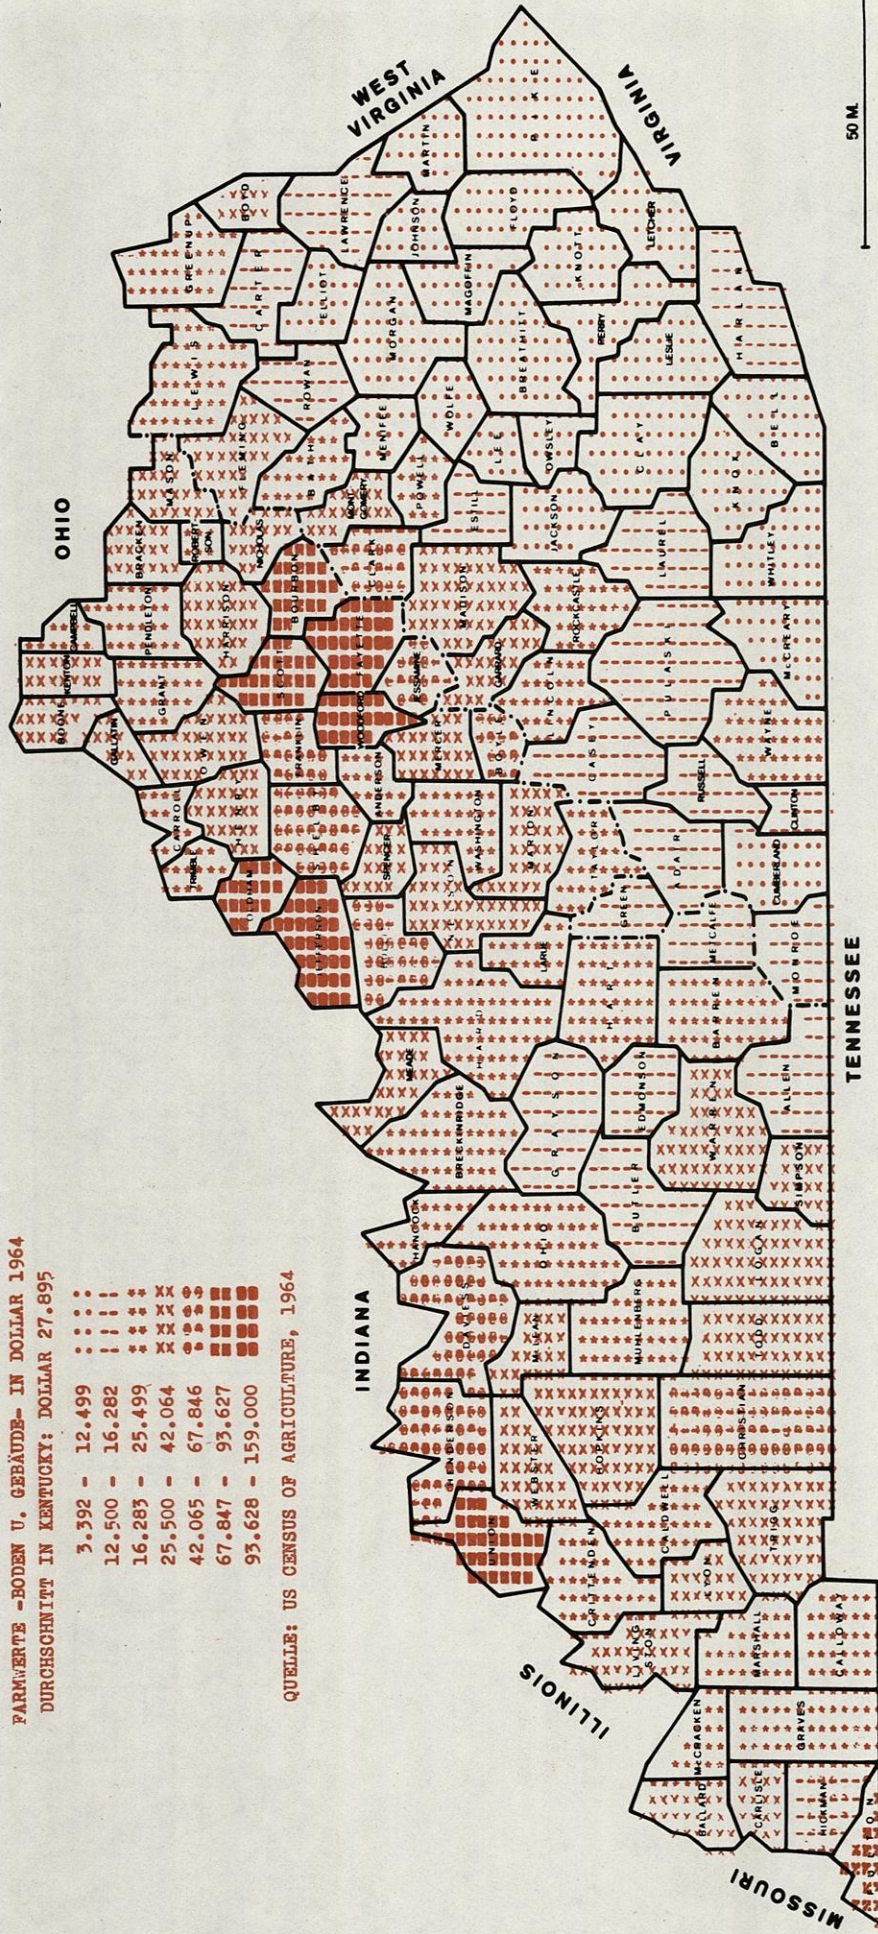 FARMWERTE -BODEN U. GEBÄUDE- IN DOLLAR 1964
DURCHSCHNITT IN KENTUCKY: DOLLAR 27.895
3.392 - 12.499
12.500 - 16.282
16.283 - 25.499
25.500 - 42.064
42.065 - 67.846
67.847 - 93.627
93.628 - 159.000
QUELLE: US CENSUS OF AGRICULTURE, 1964
OHIO
WEST
VIRGINIA
VIRGINIA
INDIANA
ILLINOIS
MISSOURI
TENNESSEE
50 M.
BOONE
KENTON
CAMPBELL
GALLATIN
GRANT
PENDLETON
BRACKEN
MASON
LEWIS
GREENUP
BOYD
CARROLL
TRIMBLE
OWEN
HARRISON
ROBERT
SON
NICHOLAS
FLEMING
ROWAN
CARTER
ELLIOT
LAWRENCE
OLDHAM
HENRY
JEFFERSON
SHELBY
FRANKLIN
SCOTT
BOURBON
BATH
MONT
GOMERY
MENIFEE
MORGAN
JOHNSON
MARTIN
WOODFORD
FAYETTE
CLARK
POWELL
WOLFE
MAGOFFIN
FLOYD
PIKE
SPENCER
ANDERSON
MERCER
MADISON
ESTILL
LEE
BREATHITT
KNOTT
WASHINGTON
BOYLE
GARRARD
JACKSON
OWSLEY
PERRY
LETCHER
MEADE
HARDIN
LARUE
MARION
LINCOLN
ROCKCASTLE
LAUREL
CLAY
LESLIE
HARLAN
BRECKINRIDGE
GRAYSON
HART
GREEN
TAYLOR
CASEY
PULASKI
KNOX
BELL
WHITLEY
McCREARY
WAYNE
RUSSELL
CLINTON
ADAIR
CUMBERLAND
METCALFE
MONROE
BARREN
ALLEN
EDMONSON
WARREN
SIMPSON
BUTLER
LOGAN
HANCOCK
OHIO
DAVIESS
McLEAN
MUHLENBERG
TODD
HENDERSON
WEBSTER
HOPKINS
CHRISTIAN
UNION
CRITTENDEN
CALDWELL
LYON
TRIGG
LIVING
STON
MARSHALL
CALLOWAY
McCRACKEN
GRAVES
BALLARD
CARLISLE
HICKMAN